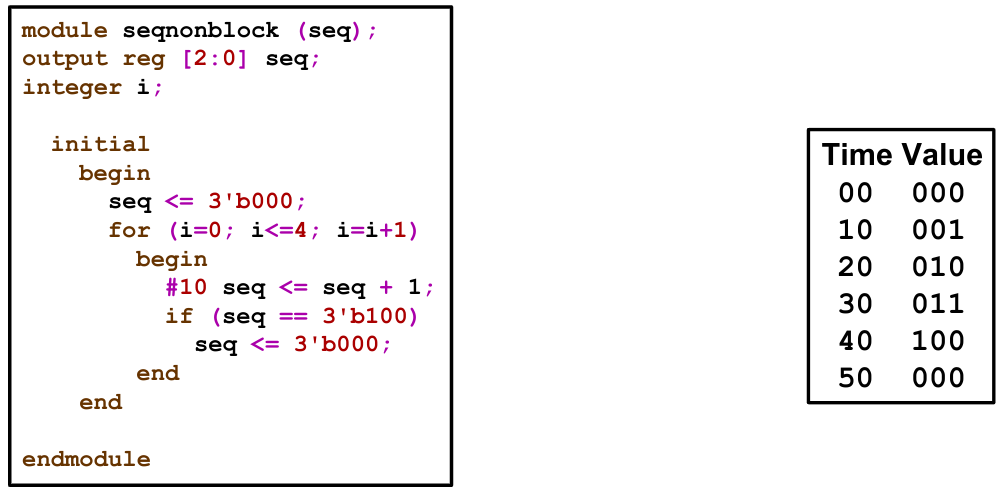 module seqnonblock (seq);
output reg [2:0] seq;
integer i;
initial
begin
seq <= 3'b000;
for (i=0; i<=4; i=i+1)
begin
#10 seq <= seq + 1;
if (seq == 3'b100)
seq <= 3'b000;
end
end
endmodule
Time Value
00 000
10 001
20 010
30 011
40 100
50 000